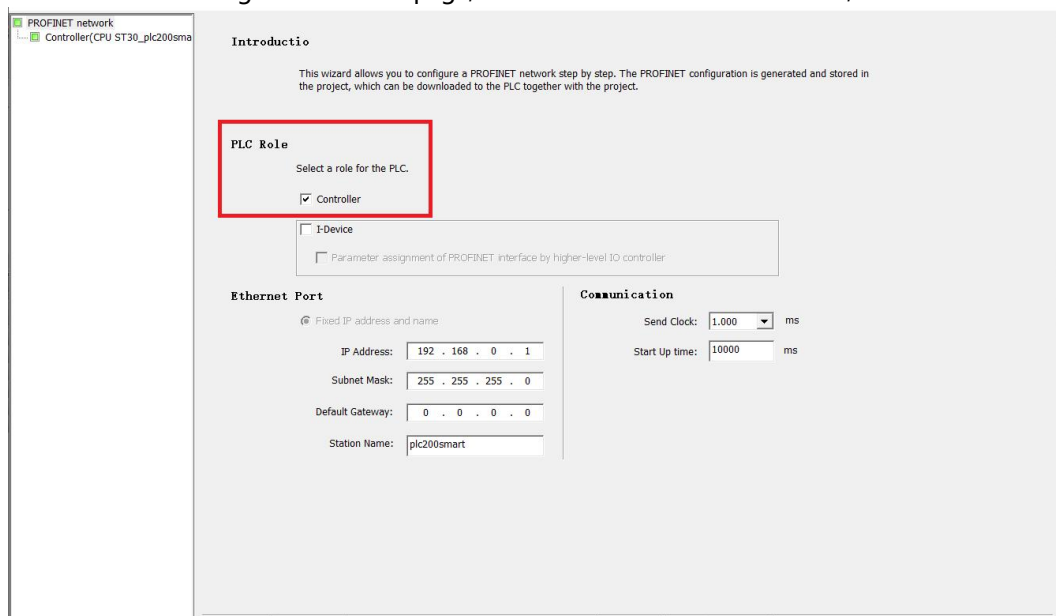 PROFINET network
Controller(CPU ST30_plc200sma
Introductio
This wizard allows you to configure a PROFINET network step by step. The PROFINET configuration is generated and stored in
the project, which can be downloaded to the PLC together with the project.
PLC Role
Select a role for the PLC.
Controller
I-Device
Parameter assignment of PROFINET interface by higher-level IO controller
Ethernet Port
Fixed IP address and name
IP Address: 192 . 168 . 0 . 1
Subnet Mask: 255 . 255 . 255 . 0
Default Gateway: 0 . 0 . 0 . 0
Station Name: plc200smart
Communication
Send Clock: 1.000 ms
Start Up time: 10000 ms